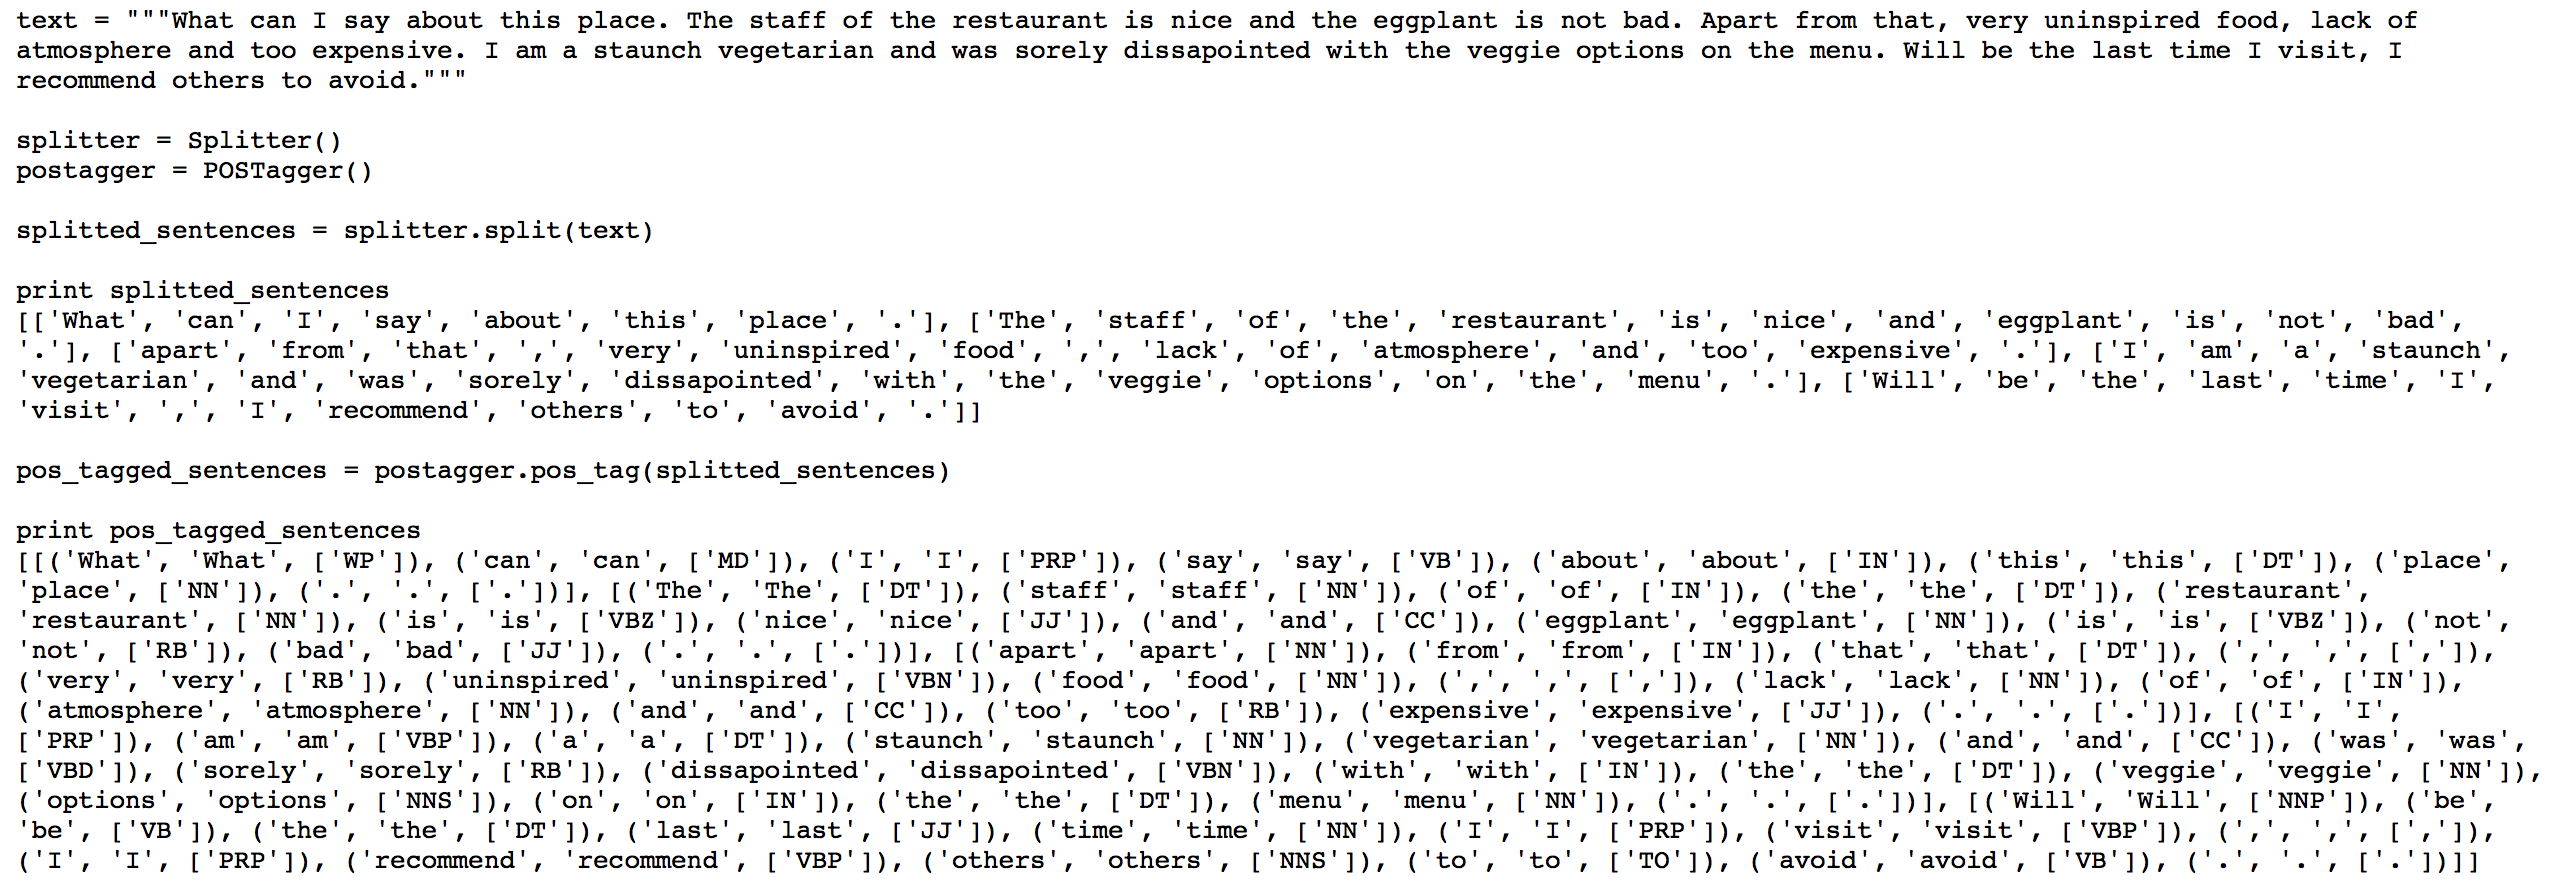 text = """What can I say about this place. The staff of the restaurant is nice and the eggplant is not bad. Apart from that, very uninspired food, lack of
atmosphere and too expensive. I am a staunch vegetarian and was sorely dissapointed with the veggie options on the menu. Will be the last time I visit, I
recommend others to avoid."""
splitter = Splitter()
postagger = POSTagger()
splitted_sentences = splitter.split(text)
print splitted_sentences
[['What', 'can', 'I', 'say', 'about', 'this', 'place', '.'], ['The', 'staff', 'of', 'the', 'restaurant', 'is', 'nice', 'and', 'eggplant', 'is', 'not', 'bad',
'.'], ['apart', 'from', 'that', ',', 'very', 'uninspired', 'food', ',', 'lack', 'of', 'atmosphere', 'and', 'too', 'expensive', '.'], ['I', 'am', 'a', 'staunch',
'vegetarian', 'and', 'was', 'sorely', 'dissapointed', 'with', 'the', 'veggie', 'options', 'on', 'the', 'menu', '.'], ['Will', 'be', 'the', 'last', 'time', 'I',
'visit', ',', 'I', 'recommend', 'others', 'to', 'avoid', '.']]
pos_tagged_sentences = postagger.pos_tag(splitted_sentences)
print pos_tagged_sentences
[[('What', 'What', ['WP']), ('can', 'can', ['MD']), ('I', 'I', ['PRP']), ('say', 'say', ['VB']), ('about', 'about', ['IN']), ('this', 'this', ['DT']), ('place',
'place', ['NN']), ('.', '.', ['.'])], [('The', 'The', ['DT']), ('staff', 'staff', ['NN']), ('of', 'of', ['IN']), ('the', 'the', ['DT']), ('restaurant',
'restaurant', ['NN']), ('is', 'is', ['VBZ']), ('nice', 'nice', ['JJ']), ('and', 'and', ['CC']), ('eggplant', 'eggplant', ['NN']), ('is', 'is', ['VBZ']), ('not',
'not', ['RB']), ('bad', 'bad', ['JJ']), ('.', '.', ['.'])], [('apart', 'apart', ['NN']), ('from', 'from', ['IN']), ('that', 'that', ['DT']), (',', ',', [',']),
('very', 'very', ['RB']), ('uninspired', 'uninspired', ['VBN']), ('food', 'food', ['NN']), (',', ',', [',']), ('lack', 'lack', ['NN']), ('of', 'of', ['IN']),
('atmosphere', 'atmosphere', ['NN']), ('and', 'and', ['CC']), ('too', 'too', ['RB']), ('expensive', 'expensive', ['JJ']), ('.', '.', ['.'])], [('I', 'I',
['PRP']), ('am', 'am', ['VBP']), ('a', 'a', ['DT']), ('staunch', 'staunch', ['NN']), ('vegetarian', 'vegetarian', ['NN']), ('and', 'and', ['CC']), ('was', 'was',
['VBD']), ('sorely', 'sorely', ['RB']), ('dissapointed', 'dissapointed', ['VBN']), ('with', 'with', ['IN']), ('the', 'the', ['DT']), ('veggie', 'veggie', ['NN']),
('options', 'options', ['NNS']), ('on', 'on', ['IN']), ('the', 'the', ['DT']), ('menu', 'menu', ['NN']), ('.', '.', ['.'])], [('Will', 'Will', ['NNP']), ('be',
'be', ['VB']), ('the', 'the', ['DT']), ('last', 'last', ['JJ']), ('time', 'time', ['NN']), ('I', 'I', ['PRP']), ('visit', 'visit', ['VBP']), (',', ',', [',']),
('I', 'I', ['PRP']), ('recommend', 'recommend', ['VBP']), ('others', 'others', ['NNS']), ('to', 'to', ['TO']), ('avoid', 'avoid', ['VB']), ('.', '.', ['.'])]]